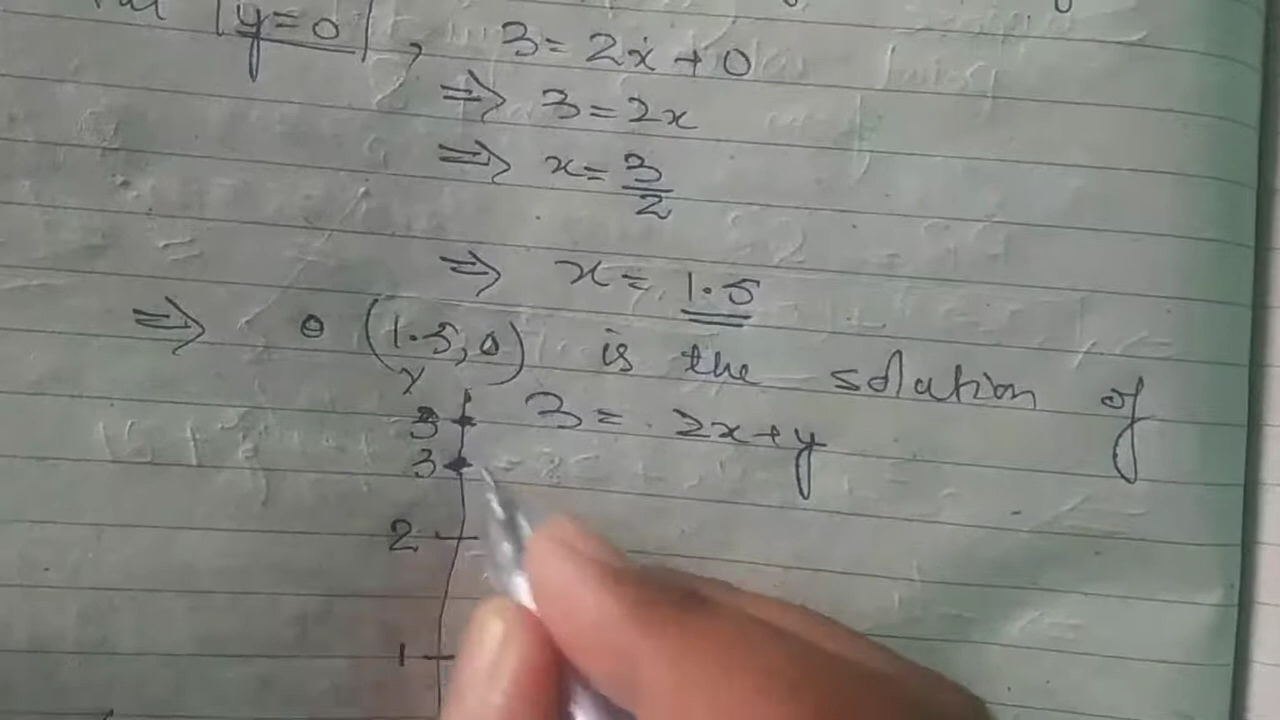 y=0, 3=2x+0
⇒ 3=2x
⇒ x=3/2
⇒ x=1.5
⇒ (1.5,0) is the solution of
3=2x+y
Y
3
3
2
1